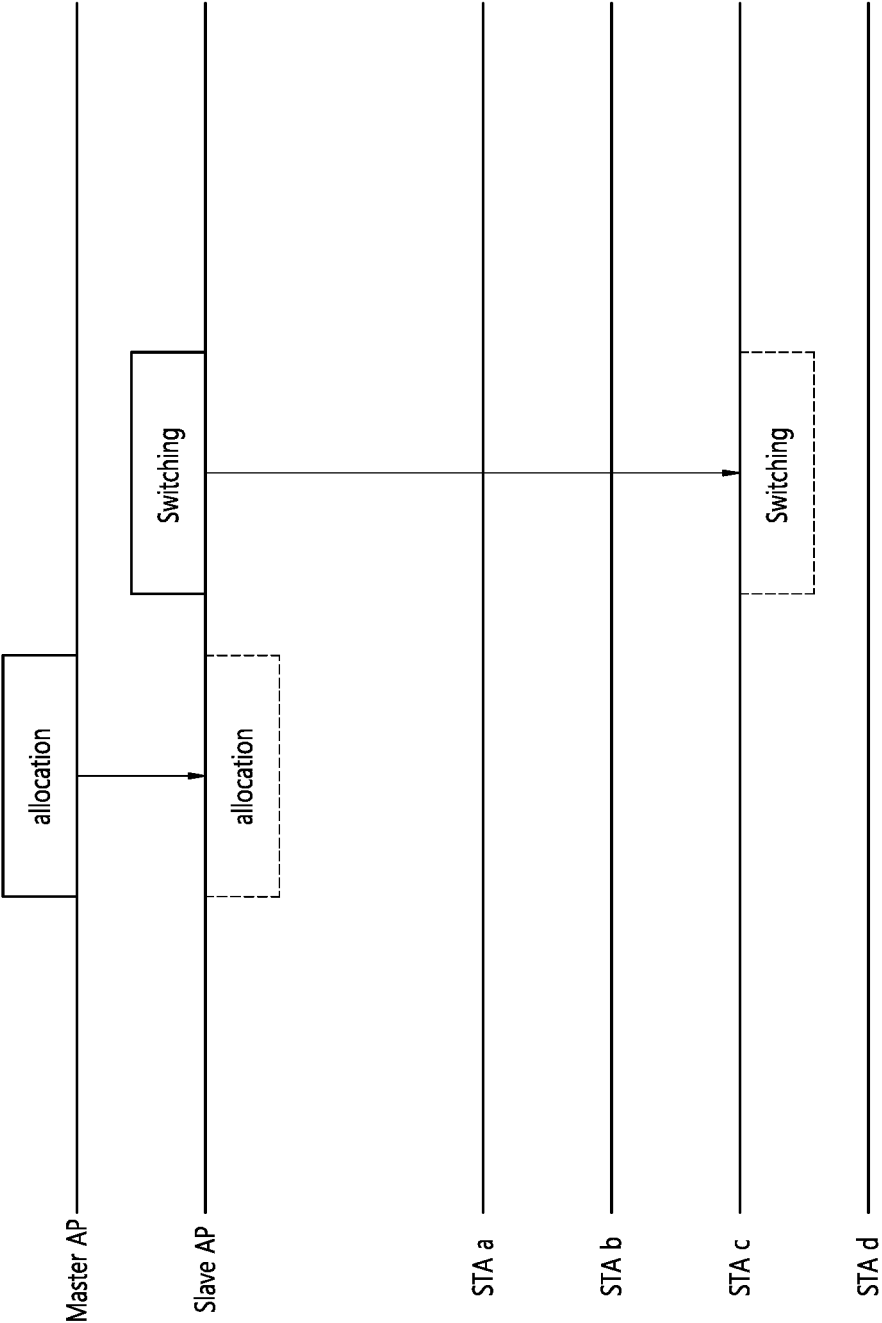 Master AP
allocation
Slave AP
allocation
Switching
STA a
STA b
STA c
Switching
STA d